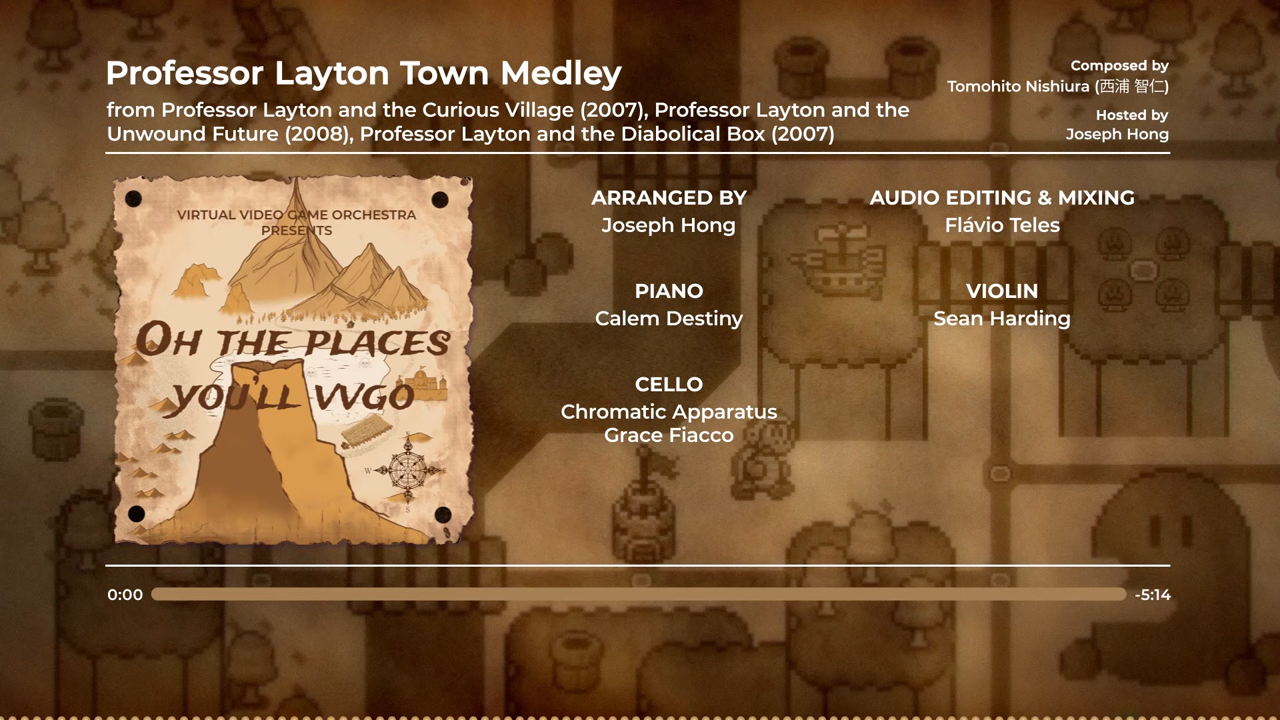 Professor Layton Town Medley
from Professor Layton and the Curious Village (2007), Professor Layton and the
Unwound Future (2008), Professor Layton and the Diabolical Box (2007)
Composed by
Tomohito Nishiura (西浦 智仁)
Hosted by
Joseph Hong
VIRTUAL VIDEO GAME ORCHESTRA
PRESENTS
OH THE PLACES
YOU'LL VVGO
W
S
ARRANGED BY
Joseph Hong
AUDIO EDITING & MIXING
Flávio Teles
PIANO
Calem Destiny
VIOLIN
Sean Harding
CELLO
Chromatic Apparatus
Grace Fiacco
0:00
-5:14